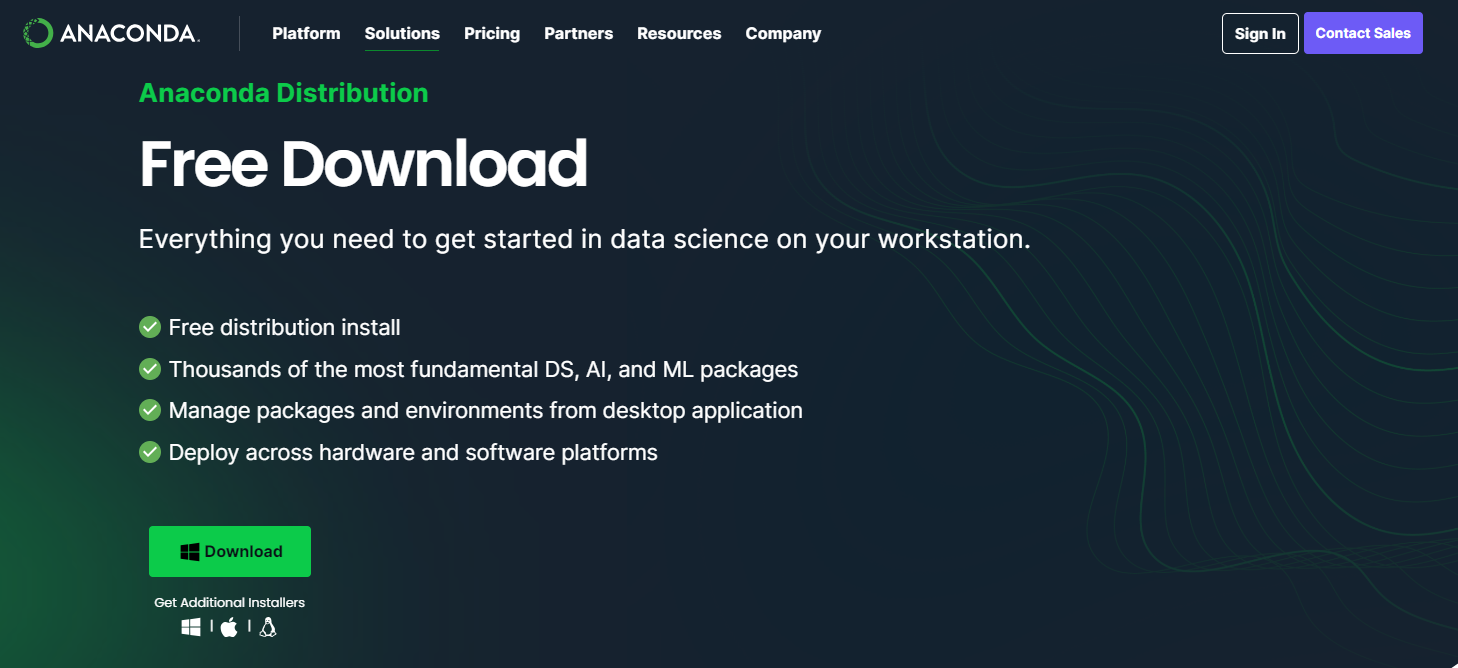 ANACONDA.
Platform Solutions Pricing Partners Resources Company Sign In Contact Sales
Anaconda Distribution
Free Download
Everything you need to get started in data science on your workstation.
Free distribution install
Thousands of the most fundamental DS, AI, and ML packages
Manage packages and environments from desktop application
Deploy across hardware and software platforms
Download
Get Additional Installers
| |